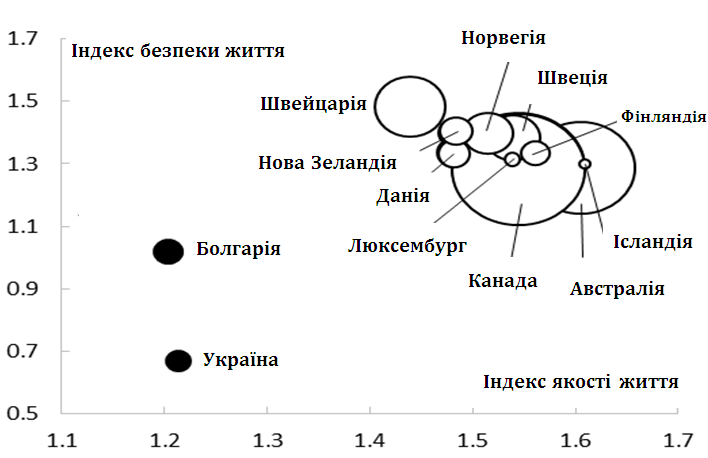 1.7
Індекс безпеки життя
Норвегія
Швеція
1.5
Швейцарія
Фінляндія
1.3
Нова Зеландія
Данія
1.1
Люксембург
Ісландія
Болгарія
Канада
Австралія
0.9
0.7
Україна
Індекс якості життя
0.5
1.1 1.2 1.3 1.4 1.5 1.6 1.7